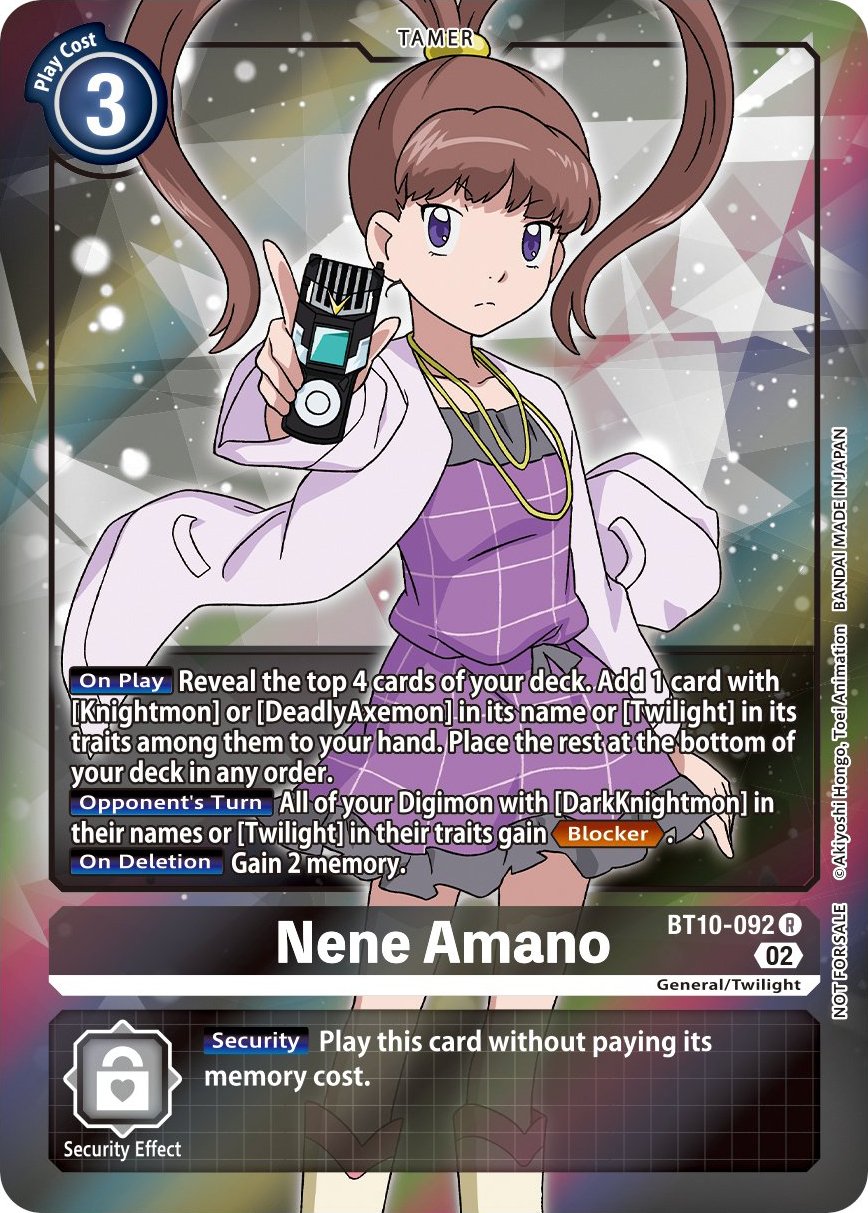 Play Cost
3
TAMER
On Play Reveal the top 4 cards of your deck. Add 1 card with
[Knightmon] or [DeadlyAxemon] in its name or [Twilight] in its
traits among them to your hand. Place the rest at the bottom of
your deck in any order.
Opponent's Turn All of your Digimon with [DarkKnightmon] in
their names or [Twilight] in their traits gain Blocker.
On Deletion Gain 2 memory.
Nene Amano
BT10-092 R
02
General/Twilight
Security Play this card without paying its
memory cost.
Security Effect
NOT FOR SALE ©Akiyoshi Hongo, Toei Animation BANDAI MADE IN JAPAN